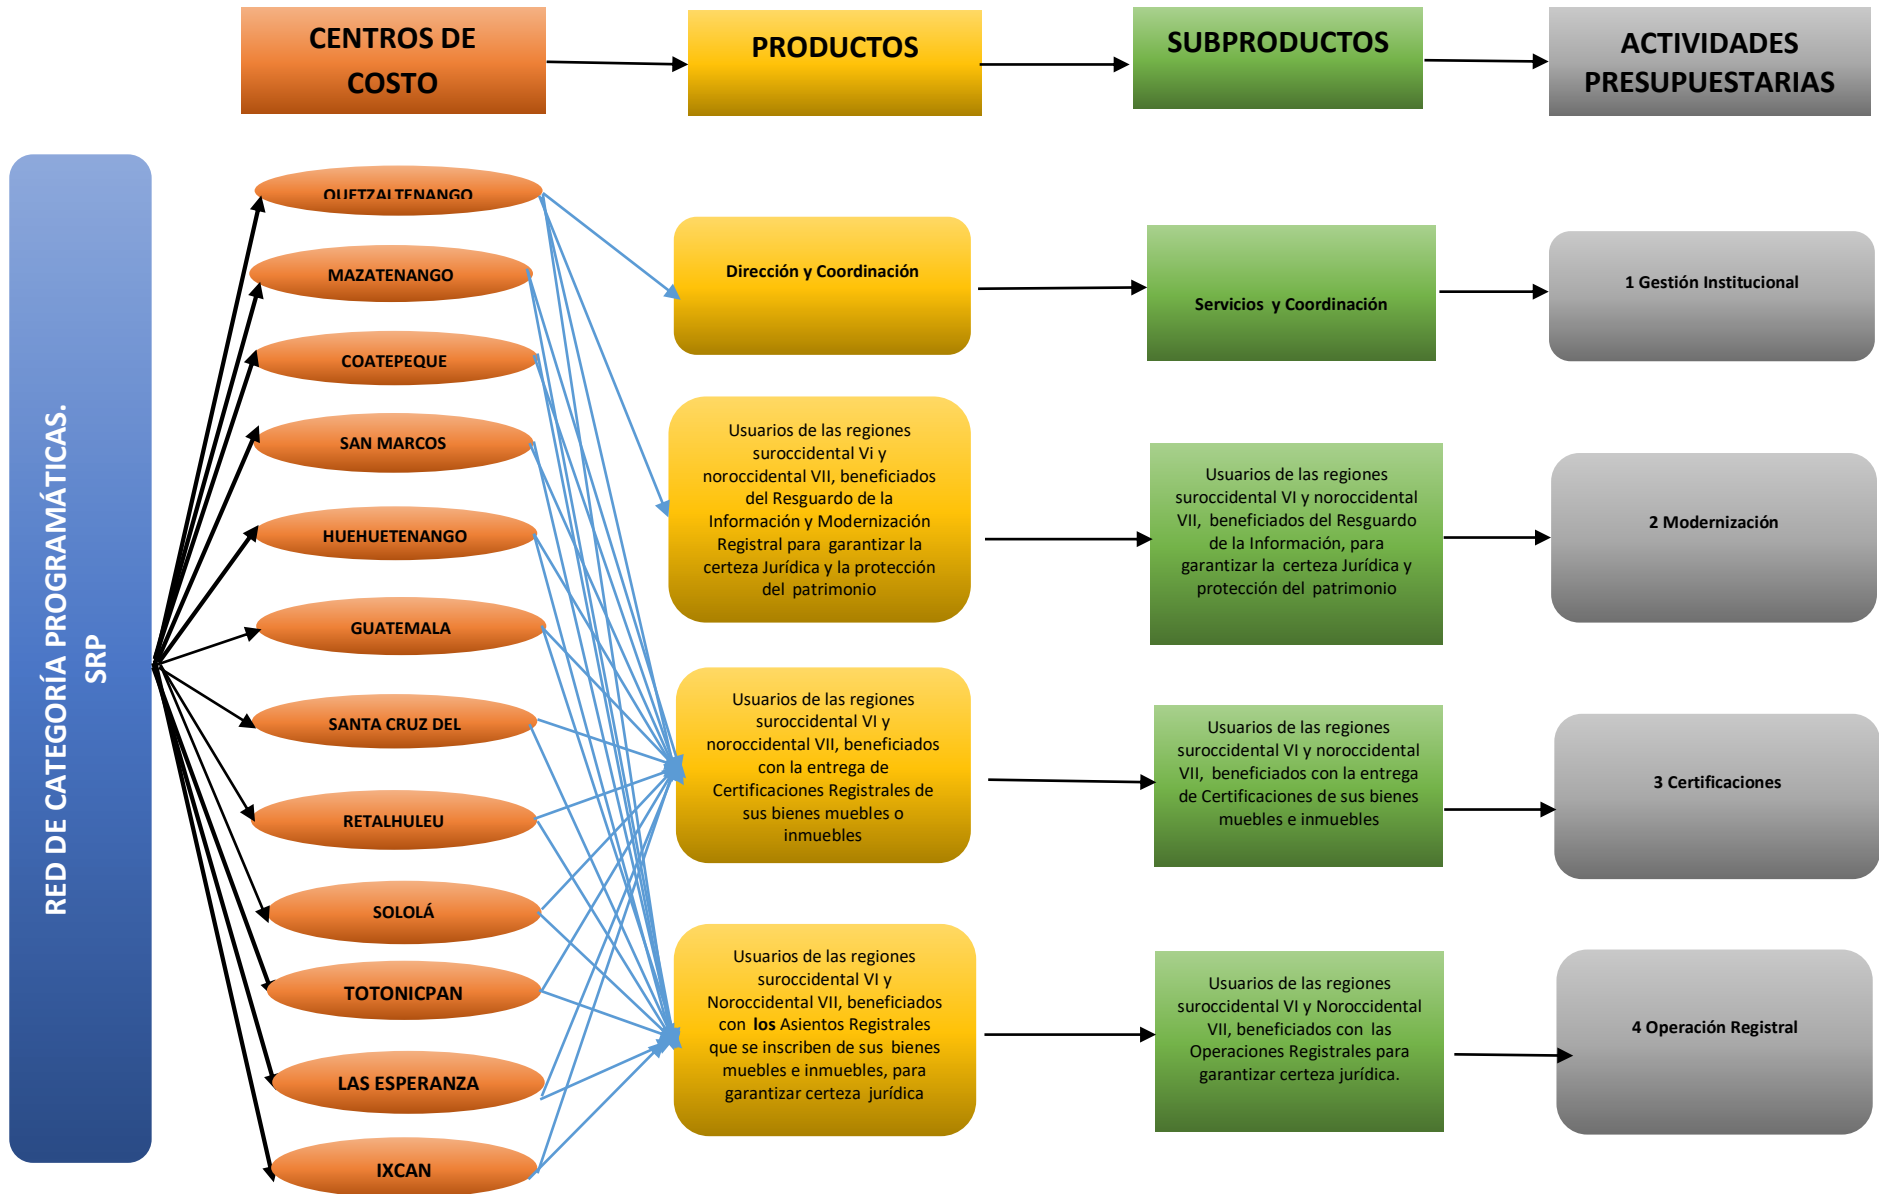 CENTROS DE
COSTO
PRODUCTOS
SUBPRODUCTOS
ACTIVIDADES
PRESUPUESTARIAS
RED DE CATEGORÍA PROGRAMÁTICAS.
SRP
QUETZALTENANGO
MAZATENANGO
COATEPEQUE
SAN MARCOS
HUEHUETENANGO
GUATEMALA
SANTA CRUZ DEL
RETALHULEU
SOLOLÁ
TOTONICPAN
LAS ESPERANZA
IXCAN
Dirección y Coordinación
Servicios y Coordinación
1 Gestión Institucional
Usuarios de las regiones
suroccidental Vi y
noroccidental VII, beneficiados
del Resguardo de la
Información y Modernización
Registral para garantizar la
certeza Jurídica y la protección
del patrimonio
Usuarios de las regiones
suroccidental VI y noroccidental
VII, beneficiados del Resguardo
de la Información, para
garantizar la certeza Jurídica y
protección del patrimonio
2 Modernización
Usuarios de las regiones
suroccidental VI y
noroccidental VII, beneficiados
con la entrega de
Certificaciones Registrales de
sus bienes muebles o
inmuebles
Usuarios de las regiones
suroccidental VI y noroccidental
VII, beneficiados con la entrega
de Certificaciones de sus bienes
muebles e inmuebles
3 Certificaciones
Usuarios de las regiones
suroccidental VI y
Noroccidental VII, beneficiados
con los Asientos Registrales
que se inscriben de sus bienes
muebles e inmuebles, para
garantizar certeza jurídica
Usuarios de las regiones
suroccidental VI y Noroccidental
VII, beneficiados con las
Operaciones Registrales para
garantizar certeza jurídica.
4 Operación Registral